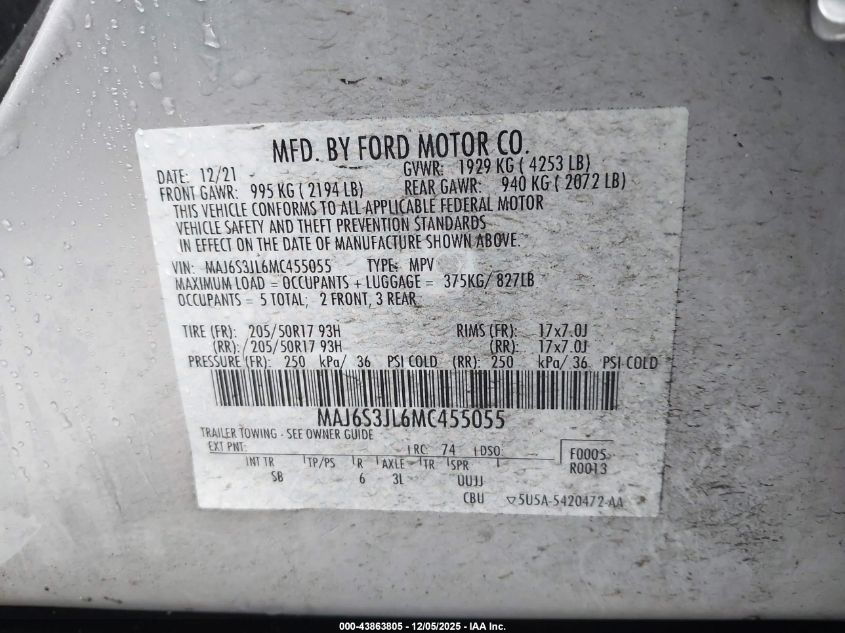 MFD. BY FORD MOTOR CO.
DATE: 12/21 GVWR: 1929 KG ( 4253 LB)
FRONT GAWR: 995 KG ( 2194 LB) REAR GAWR: 940 KG ( 2072 LB)
THIS VEHICLE CONFORMS TO ALL APPLICABLE FEDERAL MOTOR
VEHICLE SAFETY AND THEFT PREVENTION STANDARDS
IN EFFECT ON THE DATE OF MANUFACTURE SHOWN ABOVE.
VIN: MAJ6S3JL6MC455055 TYPE: MPV
MAXIMUM LOAD = OCCUPANTS + LUGGAGE = 375KG/ 827LB
OCCUPANTS = 5 TOTAL; 2 FRONT, 3 REAR
TIRE (FR): 205/50R17 93H RIMS (FR): 17x7.0J
(RR): 205/50R17 93H (RR): 17x7.0J
PRESSURE (FR): 250 kPa/ 36 PSI COLD (RR): 250 kPa/ 36 PSI COLD
MAJ6S3JL6MC455055
TRAILER TOWING - SEE OWNER GUIDE
EXT PNT: RC: 74 DSO: F0005
INT TR TP/PS R AXLE TR SPR R0013
SB 6 3L UUJJ
CBU ▽5U5A-5420472-AA
000-43863805 - 12/05/2025 - IAA Inc.